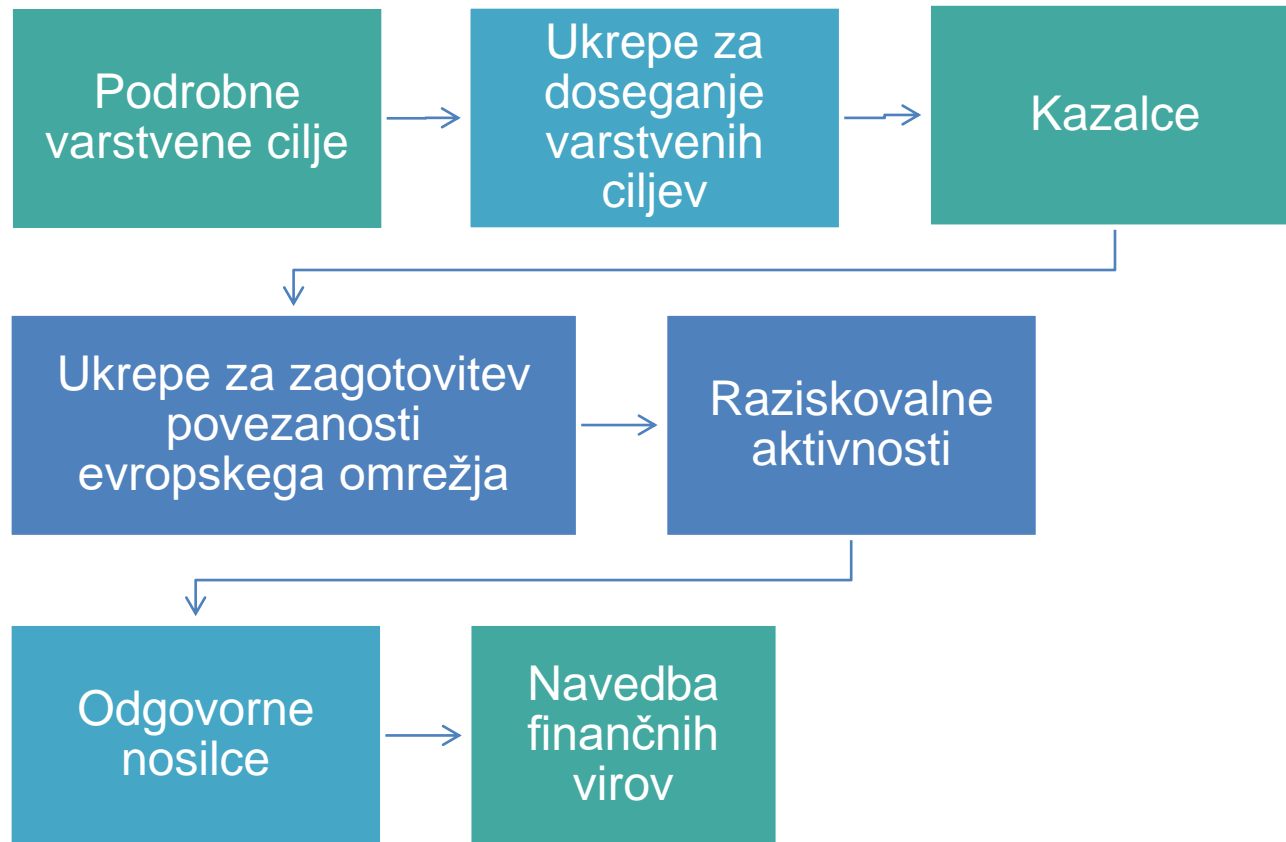 Podrobne
varstvene cilje
Ukrepe za
doseganje
varstvenih
ciljev
Kazalce
Ukrepe za zagotovitev
povezanosti
evropskega omrežja
Raziskovalne
aktivnosti
Odgovorne
nosilce
Navedba
finančnih
virov